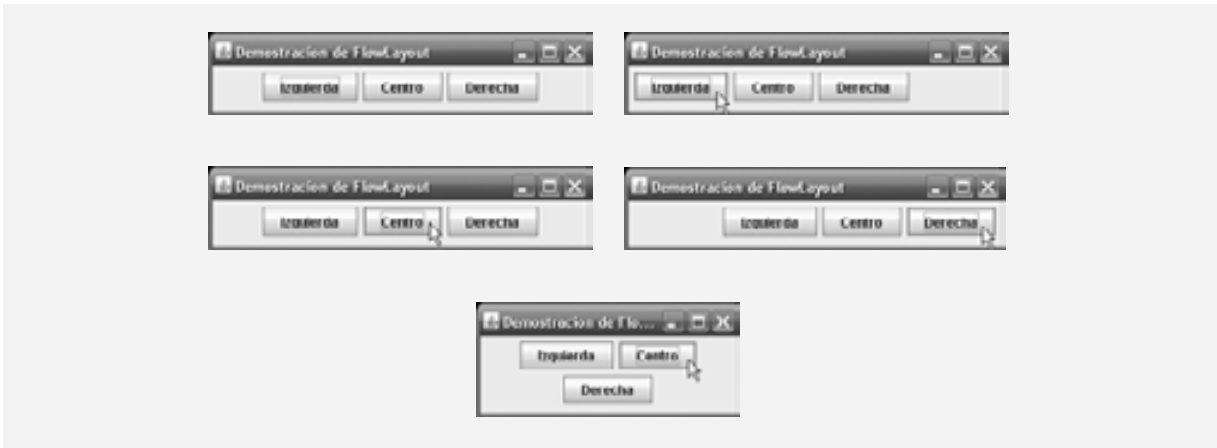 Demostracion de FlowLayout
Izquierda Centro Derecha
Demostracion de FlowLayout
Izquierda Centro Derecha
Demostracion de FlowLayout
Izquierda Centro Derecha
Demostracion de FlowLayout
Izquierda Centro Derecha
Demostracion de Flo...
Izquierda Centro
Derecha